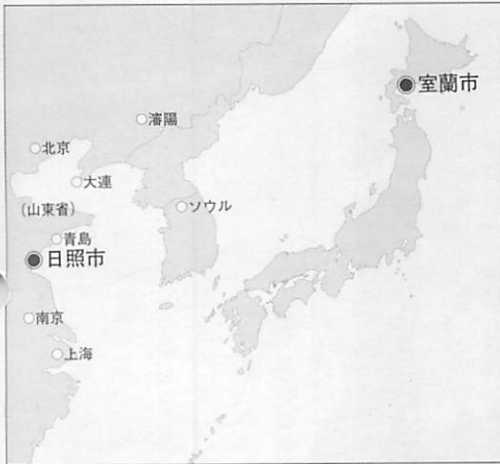 室蘭市
瀋陽
北京
大連
(山東省)
ソウル
青島
日照市
南京
上海